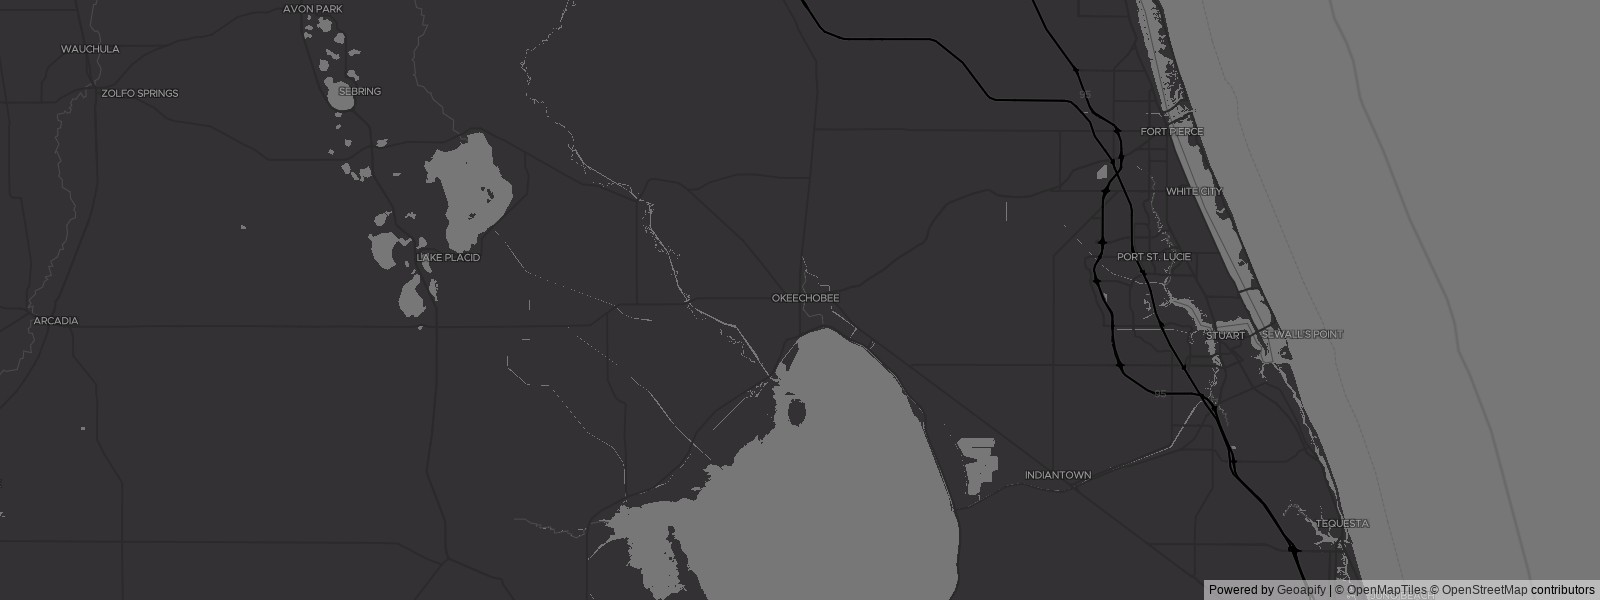 AVON PARK
WAUCHULA
SEBRING
ZOLFO SPRINGS
95
FORT PIERCE
WHITE CITY
LAKE PLACID
PORT ST. LUCIE
OKEECHOBEE
ARCADIA
STUART
SEWALL'S POINT
95
INDIANTOWN
TEQUESTA
Powered by Geoapify | © OpenMapTiles © OpenStreetMap contributors